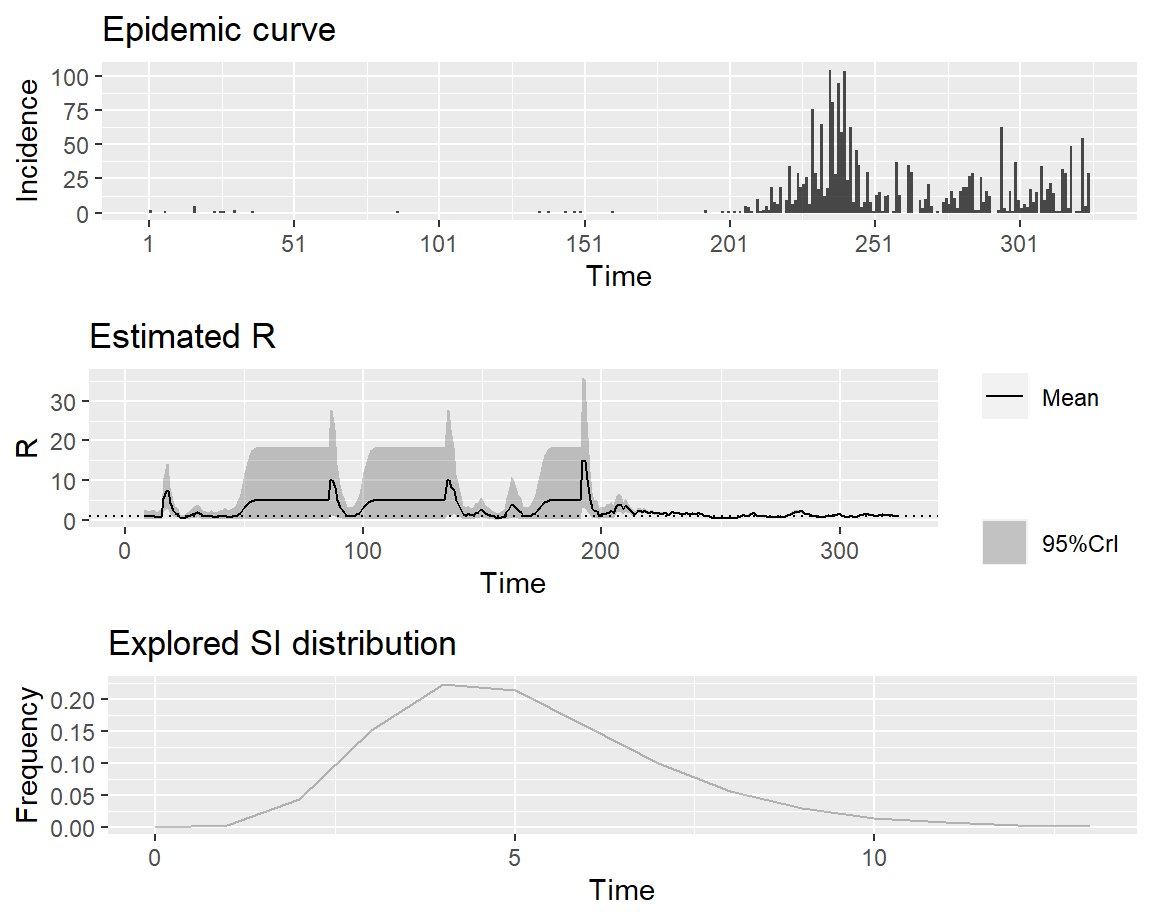 Epidemic curve
100
75
50
25
0
Incidence
1 51 101 151 201 251 301
Time
Estimated R
30
20
10
0
R
0 100 200 300
Time
Mean
95%CrI
Explored SI distribution
0.20
0.15
0.10
0.05
0.00
Frequency
0 5 10
Time